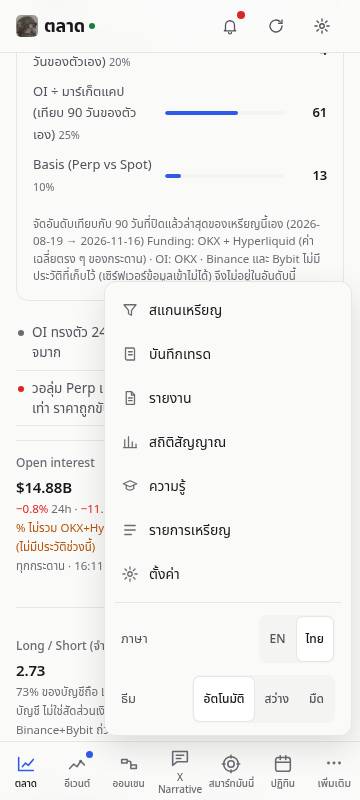 ตลาด
วันของตัวเอง) 20%
OI ÷ มาร์เก็ตแคป
(เทียบ 90 วันของตัว
เอง) 25%
61
Basis (Perp vs Spot)
10%
13
จัดอันดับเทียบกับ 90 วันที่ปิดแล้วล่าสุดของเหรียญนี้เอง (2026-
08-19 → 2026-11-16) Funding: OKX + Hyperliquid (ค่า
เฉลี่ยตรง ๆ ของกระดาน) · OI: OKX · Binance และ Bybit ไม่มี
ประวัติที่เก็บไว้ (เซิร์ฟเวอร์ข้อมูลเข้าไม่ได้) จึงไม่อยู่ในอันดับนี้
OI ทรงตัว 24
จมาก
วอลุ่ม Perp เ
เท่า ราคาถูกขั
Open interest
$14.88B
−0.8% 24h · −11.
% ไม่รวม OKX+Hy
(ไม่มีประวัติช่วงนี้)
ทุกกระดาน · 16:11
Long / Short (จำ
2.73
73% ของบัญชีถือ L
บัญชี ไม่ใช่สัดส่วนเงิ
Binance+Bybit ถ่ว
สแกนเหรียญ
บันทึกเทรด
รายงาน
สถิติสัญญาณ
ความรู้
รายการเหรียญ
ตั้งค่า
ภาษา
EN
ไทย
ธีม
อัตโนมัติ
สว่าง
มืด
ตลาด
อีเวนต์
ออนเชน
X
Narrative
สมาร์ทมันนี่
ปฏิทิน
เพิ่มเติม